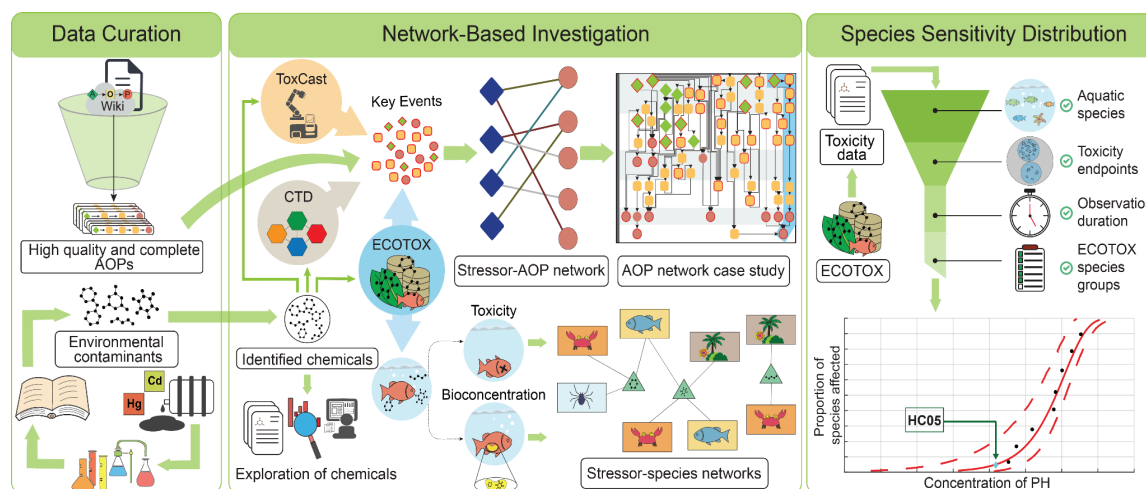 Data Curation
A O P
Wiki
High quality and complete
AOPs
Environmental
contaminants
Cd
Hg
Network-Based Investigation
ToxCast
Key Events
CTD
ECOTOX
Stressor-AOP network
AOP network case study
Identified chemicals
Exploration of chemicals
Toxicity
Bioconcentration
Stressor-species networks
Species Sensitivity Distribution
Toxicity
data
ECOTOX
Aquatic
species
Toxicity
endpoints
Observatio
duration
ECOTOX
species
groups
Proportion of
species affected
HC05
Concentration of PH